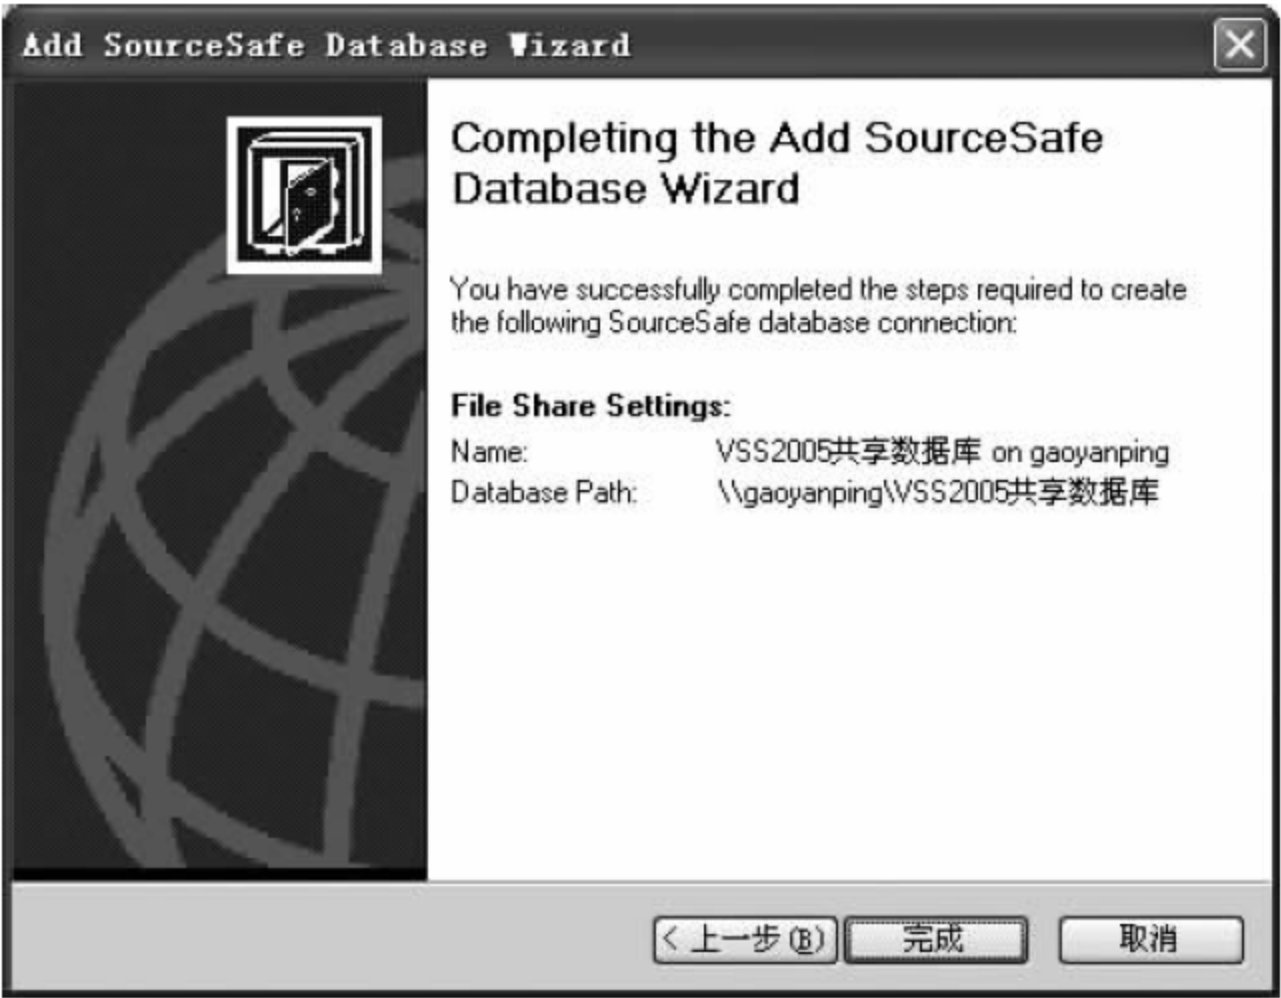 Add SourceSafe Database Wizard
Completing the Add SourceSafe
Database Wizard
You have successfully completed the steps required to create
the following SourceSafe database connection:
File Share Settings:
Name: VSS2005共享数据库 on gaoyanping
Database Path: \\gaoyanping\VSS2005共享数据库
< 上一步(B) 完成 取消